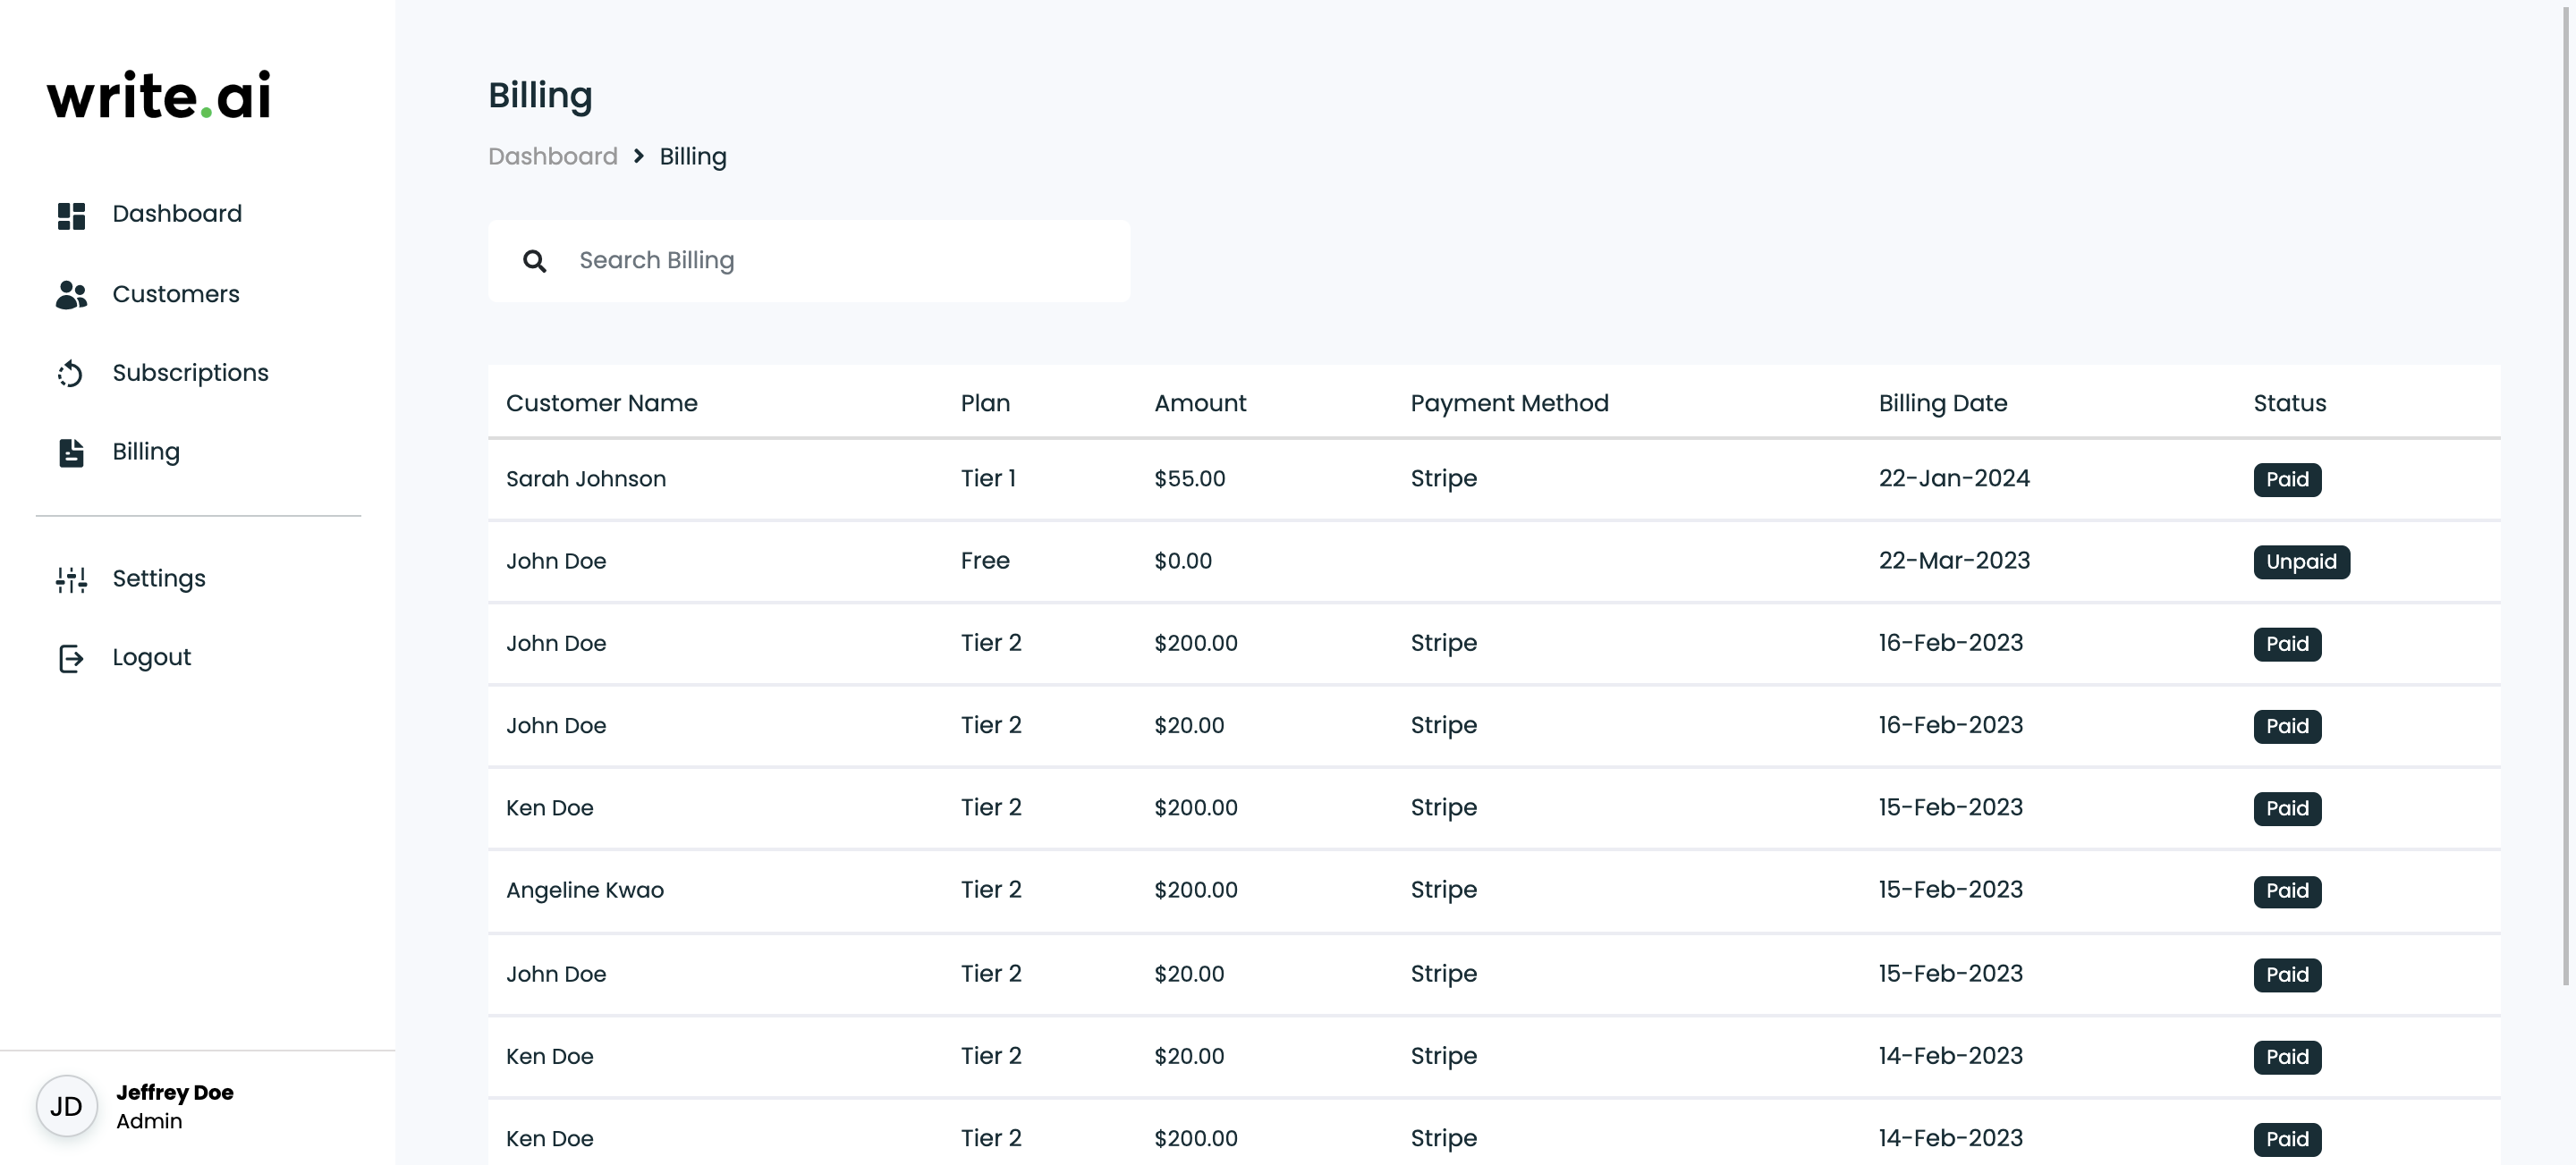 write.ai
Dashboard
Customers
Subscriptions
Billing
Settings
Logout
JD
Jeffrey Doe
Admin
Billing
Dashboard > Billing
Search Billing
Customer Name Plan Amount Payment Method Billing Date Status
Sarah Johnson Tier 1 $55.00 Stripe 22-Jan-2024 Paid
John Doe Free $0.00 22-Mar-2023 Unpaid
John Doe Tier 2 $200.00 Stripe 16-Feb-2023 Paid
John Doe Tier 2 $20.00 Stripe 16-Feb-2023 Paid
Ken Doe Tier 2 $200.00 Stripe 15-Feb-2023 Paid
Angeline Kwao Tier 2 $200.00 Stripe 15-Feb-2023 Paid
John Doe Tier 2 $20.00 Stripe 15-Feb-2023 Paid
Ken Doe Tier 2 $20.00 Stripe 14-Feb-2023 Paid
Ken Doe Tier 2 $200.00 Stripe 14-Feb-2023 Paid